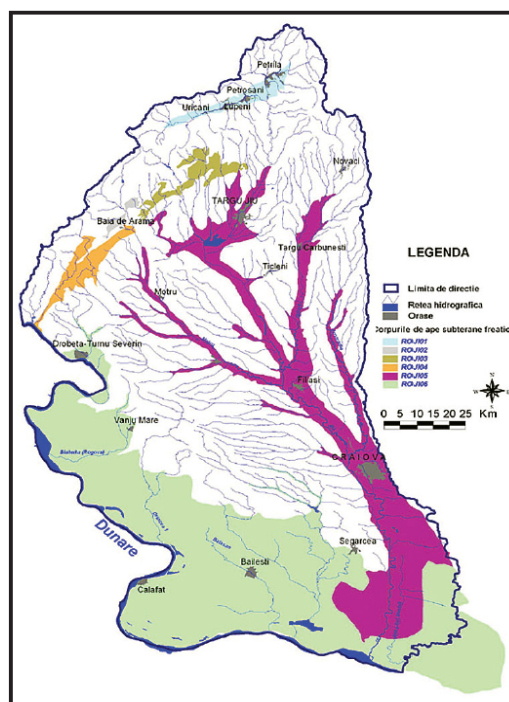 Petrila
Petrosani
Uricani
Lupeni
Novaci
TARGU JIU
Baia de Arama
Targu Carbunesti
Ticleni
Motru
Drobeta-Turnu Severin
Filiasi
Vanju Mare
CRAIOVA
Segarcea
Dunare
Bailesti
Calafat
LEGENDA
Limita de directie
Retea hidrografica
Orase
Corpurile de ape subterane freatice
ROJI01
ROJI02
ROJI03
ROJI04
ROJI05
ROJI06
N
W
E
S
0 5 10 15 20 25 Km